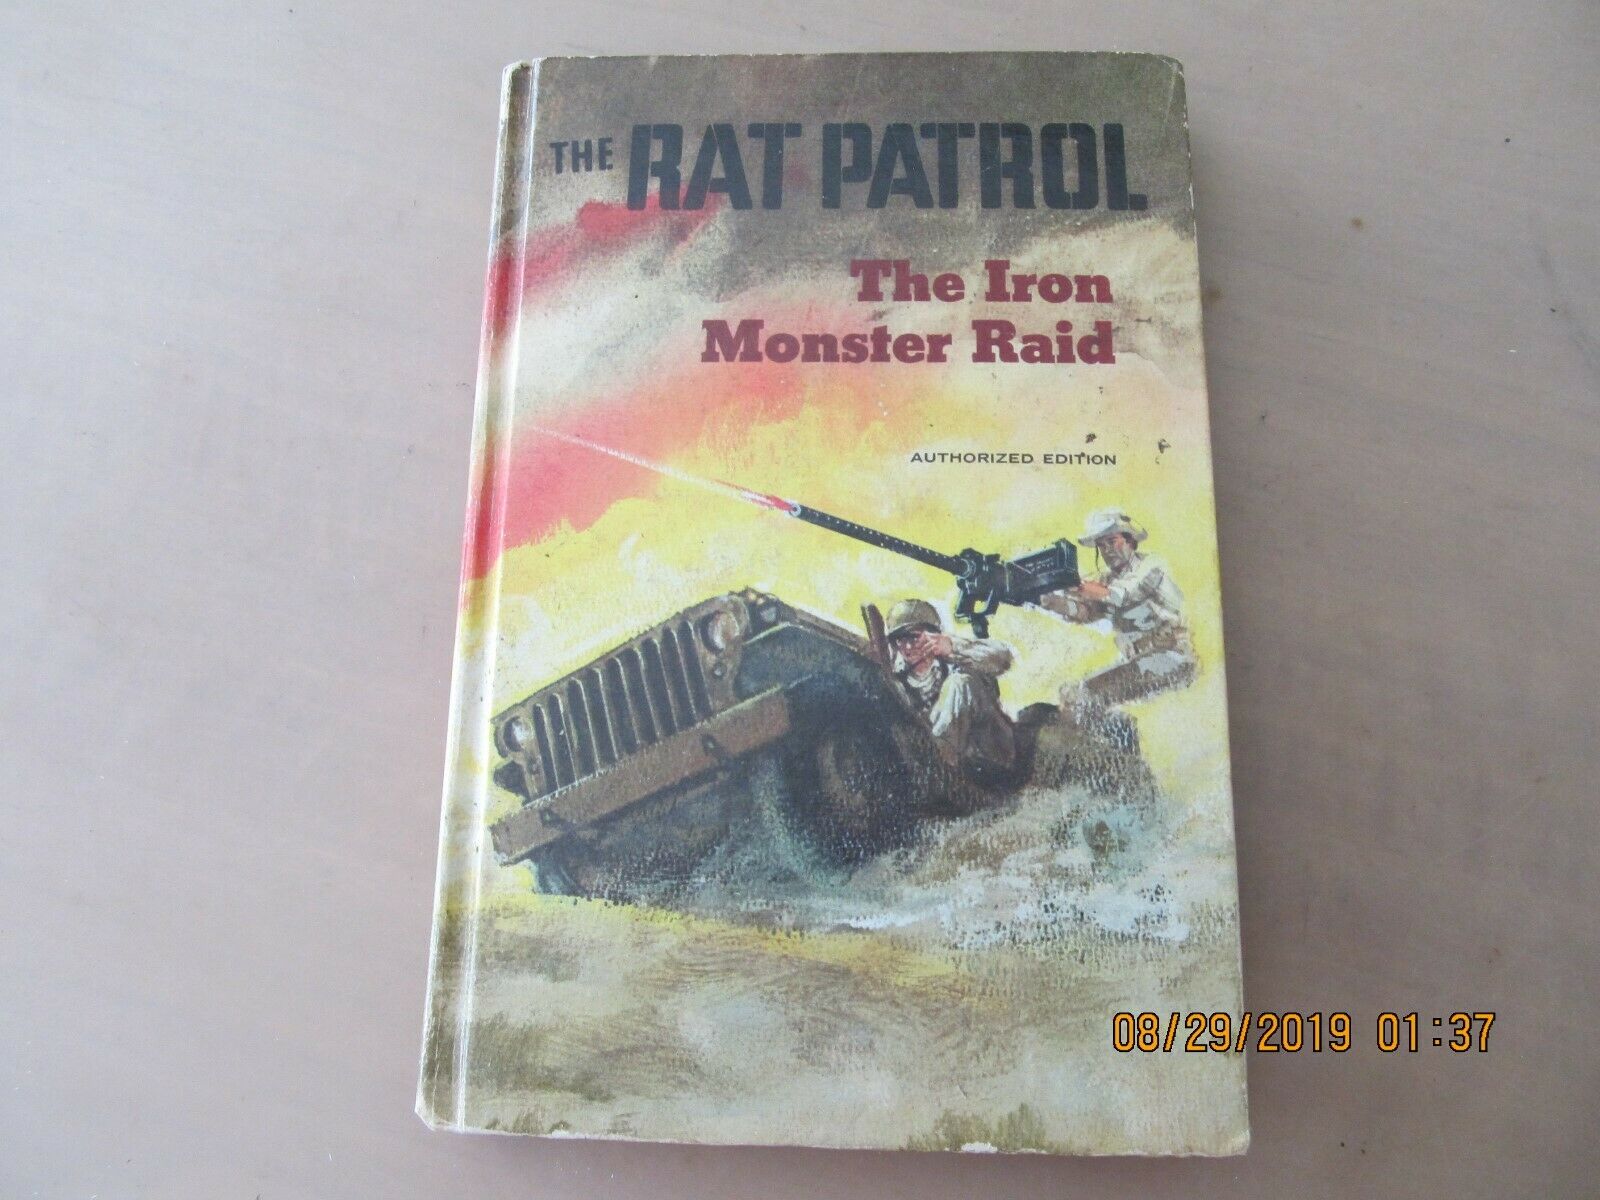 THE RAT PATROL
The Iron
Monster Raid
AUTHORIZED EDITION
08/29/2019 01:37